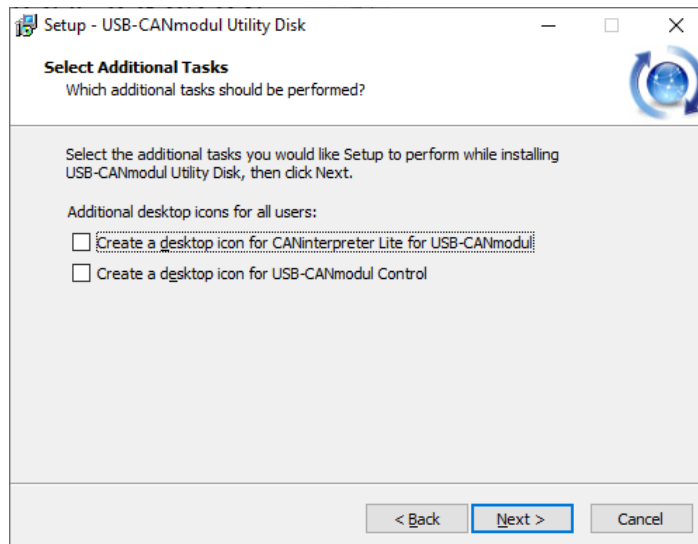 Setup - USB-CANmodul Utility Disk
Select Additional Tasks
Which additional tasks should be performed?
Select the additional tasks you would like Setup to perform while installing
USB-CANmodul Utility Disk, then click Next.
Additional desktop icons for all users:
Create a desktop icon for CANinterpreter Lite for USB-CANmodul
Create a desktop icon for USB-CANmodul Control
< Back Next > Cancel